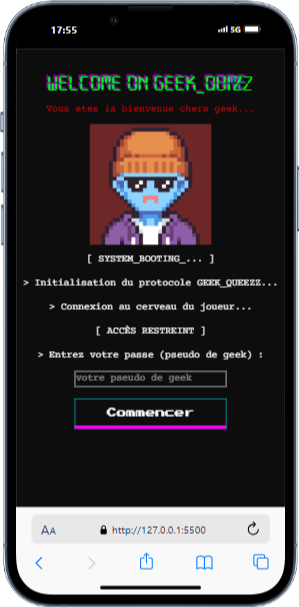 17:55
5G
WELCOME ON GEEK_QUIZZ
Vous etes la bienvenue chers geek...
[ SYSTEM_BOOTING_... ]
> Initialisation du protocole GEEK_QUEEZZ...
> Connexion au cerveau du joueur...
[ ACCÈS RESTREINT ]
> Entrez votre passe (pseudo de geek) :
votre pseudo de geek
Commencer
AA http://127.0.0.1:5500